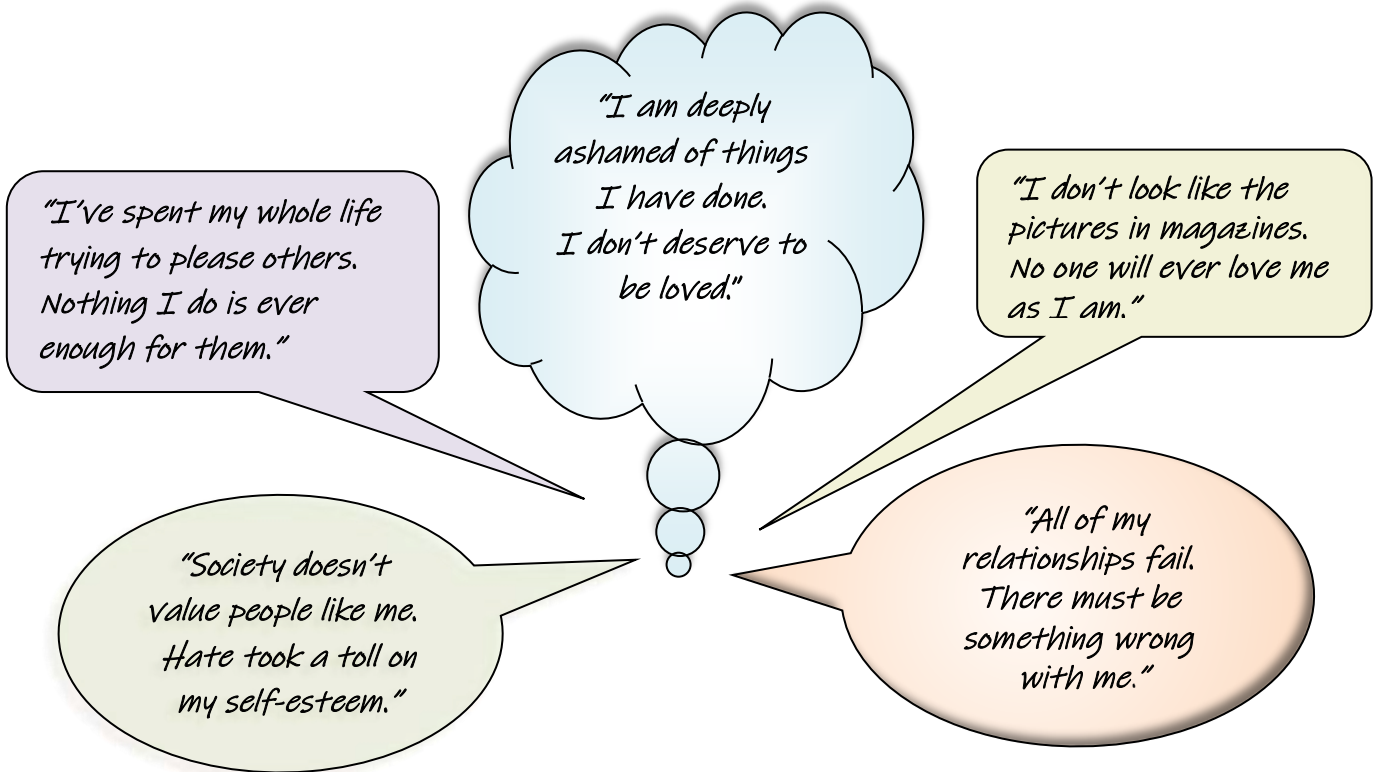 “I am deeply
ashamed of things
I have done.
I don’t deserve to
be loved.”
“I’ve spent my whole life
trying to please others.
Nothing I do is ever
enough for them.”
“I don’t look like the
pictures in magazines.
No one will ever love me
as I am.”
“Society doesn’t
value people like me.
Hate took a toll on
my self-esteem.”
“All of my
relationships fail.
There must be
something wrong
with me.”